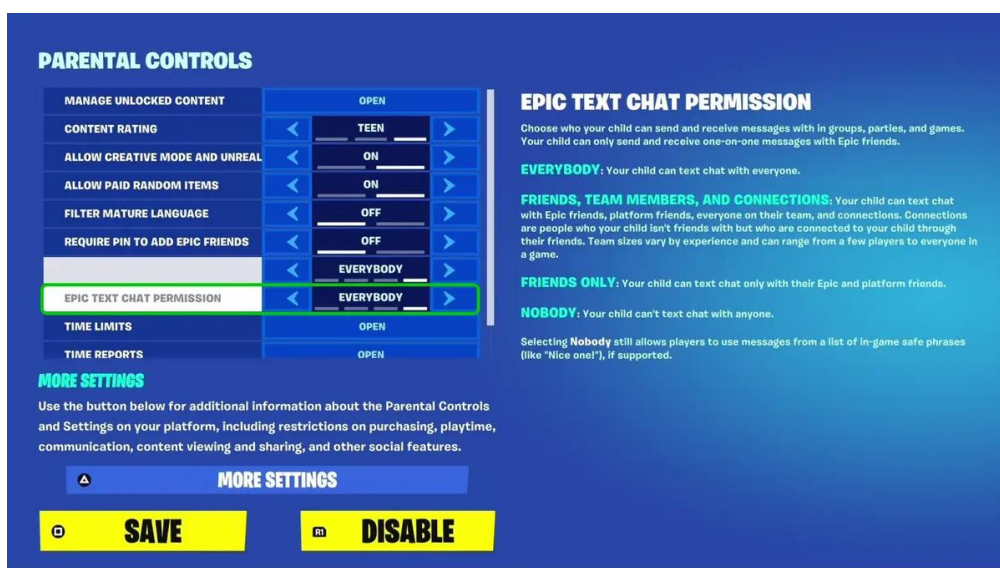 PARENTAL CONTROLS
MANAGE UNLOCKED CONTENT OPEN
CONTENT RATING TEEN
ALLOW CREATIVE MODE AND UNREAL ON
ALLOW PAID RANDOM ITEMS ON
FILTER MATURE LANGUAGE OFF
REQUIRE PIN TO ADD EPIC FRIENDS OFF
EVERYBODY
EPIC TEXT CHAT PERMISSION EVERYBODY
TIME LIMITS OPEN
TIME REPORTS OPEN
MORE SETTINGS
Use the button below for additional information about the Parental Controls
and Settings on your platform, including restrictions on purchasing, playtime,
communication, content viewing and sharing, and other social features.
MORE SETTINGS
SAVE
R1 DISABLE
EPIC TEXT CHAT PERMISSION
Choose who your child can send and receive messages with in groups, parties, and games.
Your child can only send and receive one-on-one messages with Epic friends.
EVERYBODY: Your child can text chat with everyone.
FRIENDS, TEAM MEMBERS, AND CONNECTIONS: Your child can text chat
with Epic friends, platform friends, everyone on their team, and connections. Connections
are people who your child isn't friends with but who are connected to your child through
their friends. Team sizes vary by experience and can range from a few players to everyone in
a game.
FRIENDS ONLY: Your child can text chat only with their Epic and platform friends.
NOBODY: Your child can't text chat with anyone.
Selecting Nobody still allows players to use messages from a list of in-game safe phrases
(like "Nice one!"), if supported.